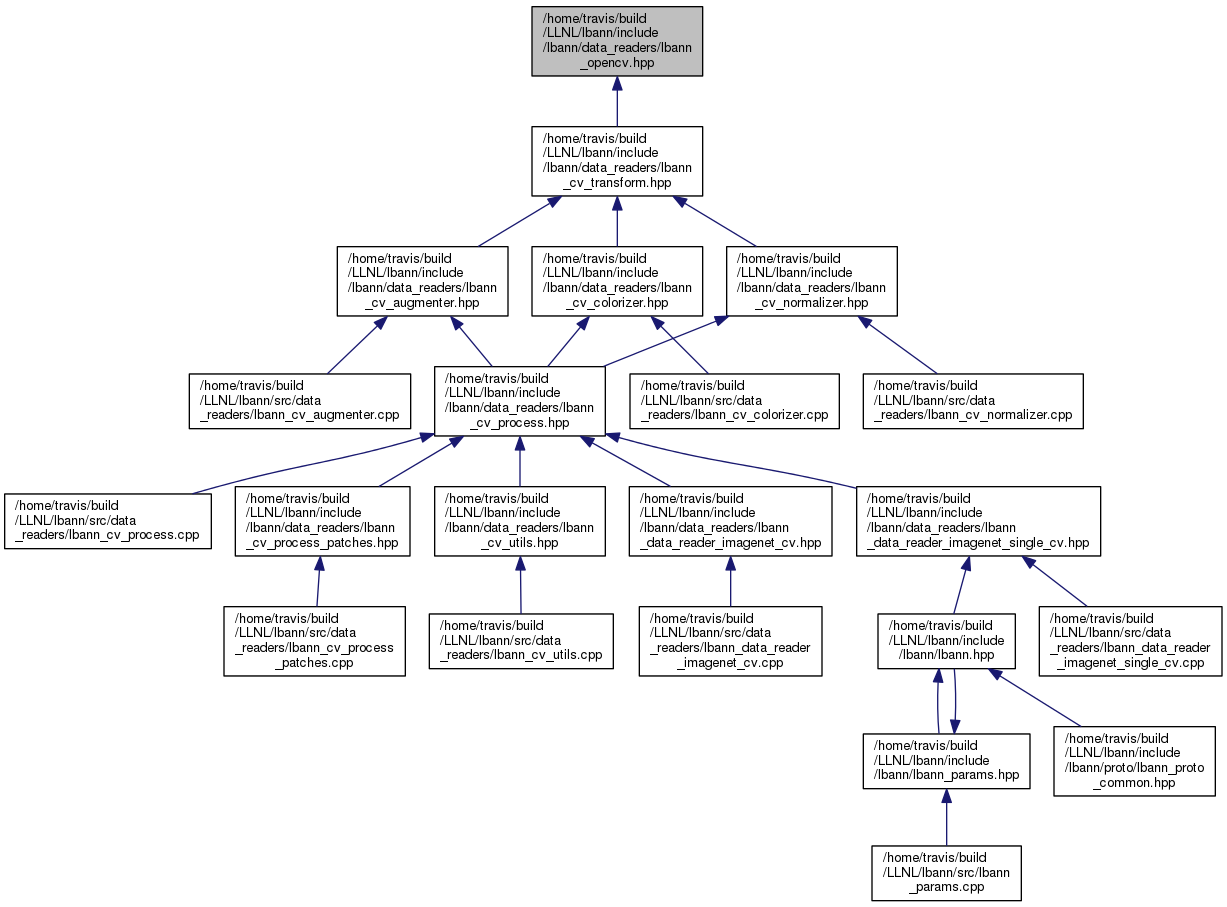 /home/travis/build
/LLNL/lbann/include
/lbann/data_readers/lbann
_opencv.hpp
/home/travis/build
/LLNL/lbann/include
/lbann/data_readers/lbann
_cv_transform.hpp
/home/travis/build
/LLNL/lbann/include
/lbann/data_readers/lbann
_cv_augmenter.hpp
/home/travis/build
/LLNL/lbann/include
/lbann/data_readers/lbann
_cv_colorizer.hpp
/home/travis/build
/LLNL/lbann/include
/lbann/data_readers/lbann
_cv_normalizer.hpp
/home/travis/build
/LLNL/lbann/src/data
_readers/lbann_cv_augmenter.cpp
/home/travis/build
/LLNL/lbann/include
/lbann/data_readers/lbann
_cv_process.hpp
/home/travis/build
/LLNL/lbann/src/data
_readers/lbann_cv_colorizer.cpp
/home/travis/build
/LLNL/lbann/src/data
_readers/lbann_cv_normalizer.cpp
/home/travis/build
/LLNL/lbann/src/data
_readers/lbann_cv_process.cpp
/home/travis/build
/LLNL/lbann/include
/lbann/data_readers/lbann
_cv_process_patches.hpp
/home/travis/build
/LLNL/lbann/include
/lbann/data_readers/lbann
_cv_utils.hpp
/home/travis/build
/LLNL/lbann/include
/lbann/data_readers/lbann
_data_reader_imagenet_cv.hpp
/home/travis/build
/LLNL/lbann/include
/lbann/data_readers/lbann
_data_reader_imagenet_single_cv.hpp
/home/travis/build
/LLNL/lbann/src/data
_readers/lbann_cv_process
_patches.cpp
/home/travis/build
/LLNL/lbann/src/data
_readers/lbann_cv_utils.cpp
/home/travis/build
/LLNL/lbann/src/data
_readers/lbann_data_reader
_imagenet_cv.cpp
/home/travis/build
/LLNL/lbann/include
/lbann/lbann.hpp
/home/travis/build
/LLNL/lbann/src/data
_readers/lbann_data_reader
_imagenet_single_cv.cpp
/home/travis/build
/LLNL/lbann/include
/lbann/lbann_params.hpp
/home/travis/build
/LLNL/lbann/include
/lbann/proto/lbann_proto
_common.hpp
/home/travis/build
/LLNL/lbann/src/lbann
_params.cpp